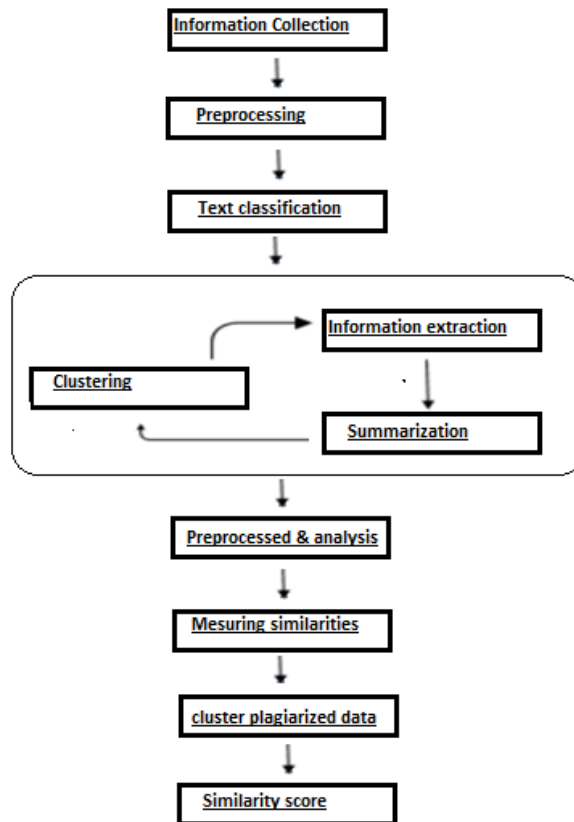 Information Collection
Preprocessing
Text classification
Information extraction
Clustering
Summarization
Preprocessed & analysis
Mesuring similarities
cluster plagiarized data
Similarity score